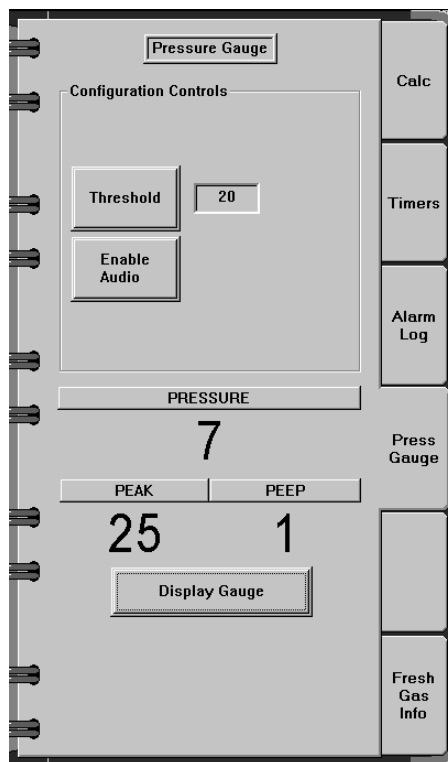 Pressure Gauge
Configuration Controls
Threshold
20
Enable
Audio
PRESSURE
7
PEAK
PEEP
25
1
Display Gauge
Calc
Timers
Alarm
Log
Press
Gauge
Fresh
Gas
Info